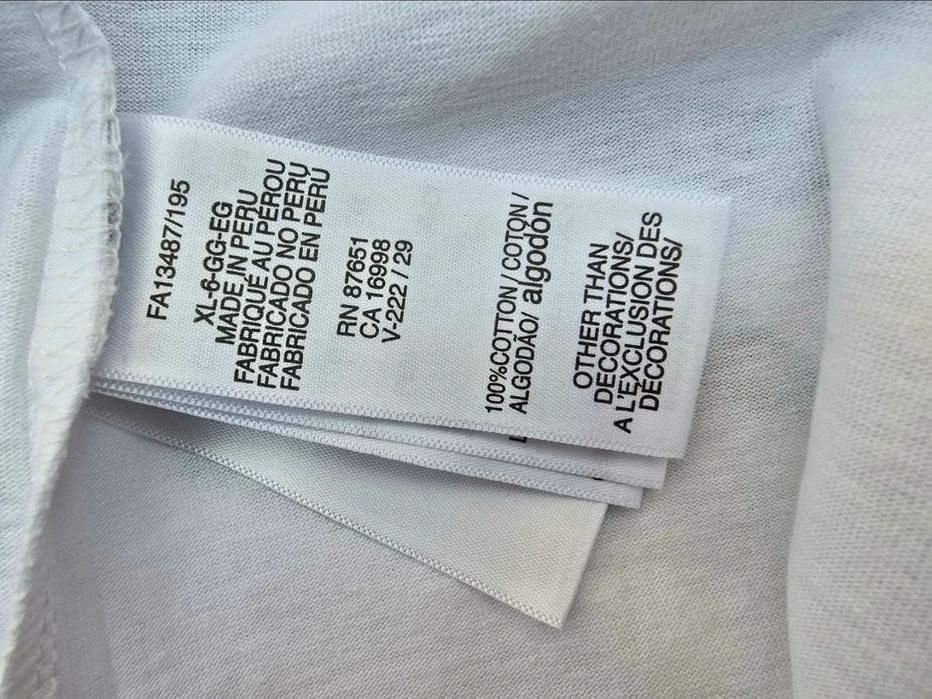 FA13487/195
XL-6-GG-EG
MADE IN PERU
FABRIQUÉ AU PÉROU
FABRICADO NO PERU
FABRICADO EN PERÚ
RN 87651
CA 16998
V-222 / 29
100%COTTON / COTON /
ALGODÃO/ algodón
OTHER THAN
DECORATIONS/
A L'EXCLUSION DES
DÉCORATIONS/